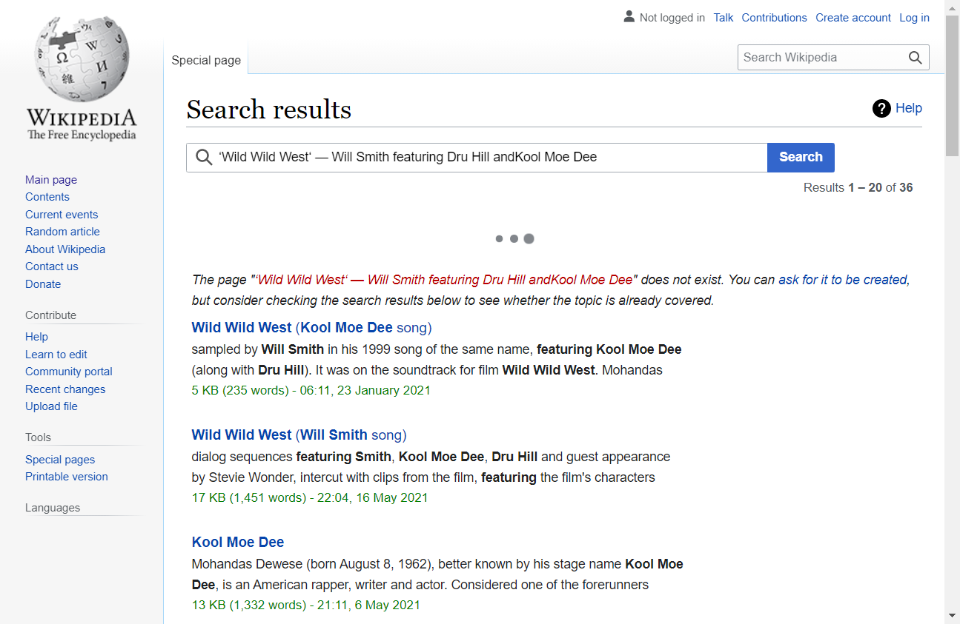 Not logged in Talk Contributions Create account Log in
Special page
Search Wikipedia
WIKIPEDIA
The Free Encyclopedia
Main page
Contents
Current events
Random article
About Wikipedia
Contact us
Donate
Contribute
Help
Learn to edit
Community portal
Recent changes
Upload file
Tools
Special pages
Printable version
Languages
Search results
Help
'Wild Wild West' — Will Smith featuring Dru Hill andKool Moe Dee
Search
Results 1 – 20 of 36
The page "'Wild Wild West' — Will Smith featuring Dru Hill andKool Moe Dee" does not exist. You can ask for it to be created,
but consider checking the search results below to see whether the topic is already covered.
Wild Wild West (Kool Moe Dee song)
sampled by Will Smith in his 1999 song of the same name, featuring Kool Moe Dee
(along with Dru Hill). It was on the soundtrack for film Wild Wild West. Mohandas
5 KB (235 words) - 06:11, 23 January 2021
Wild Wild West (Will Smith song)
dialog sequences featuring Smith, Kool Moe Dee, Dru Hill and guest appearance
by Stevie Wonder, intercut with clips from the film, featuring the film's characters
17 KB (1,451 words) - 22:04, 16 May 2021
Kool Moe Dee
Mohandas Dewese (born August 8, 1962), better known by his stage name Kool Moe
Dee, is an American rapper, writer and actor. Considered one of the forerunners
13 KB (1,332 words) - 21:11, 6 May 2021